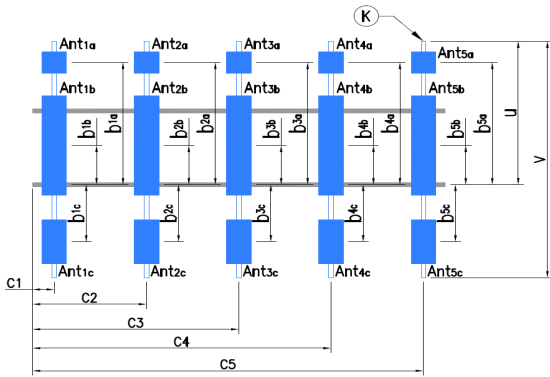 K
Ant1a Ant2a Ant3a Ant4a Ant5a
Ant1b Ant2b Ant3b Ant4b Ant5b
b1b b1a b2b b2a b3b b3a b4b b4a b5b b5a u v
b1c b2c b3c b4c b5c
Ant1c Ant2c Ant3c Ant4c Ant5c
C1
C2
C3
C4
C5